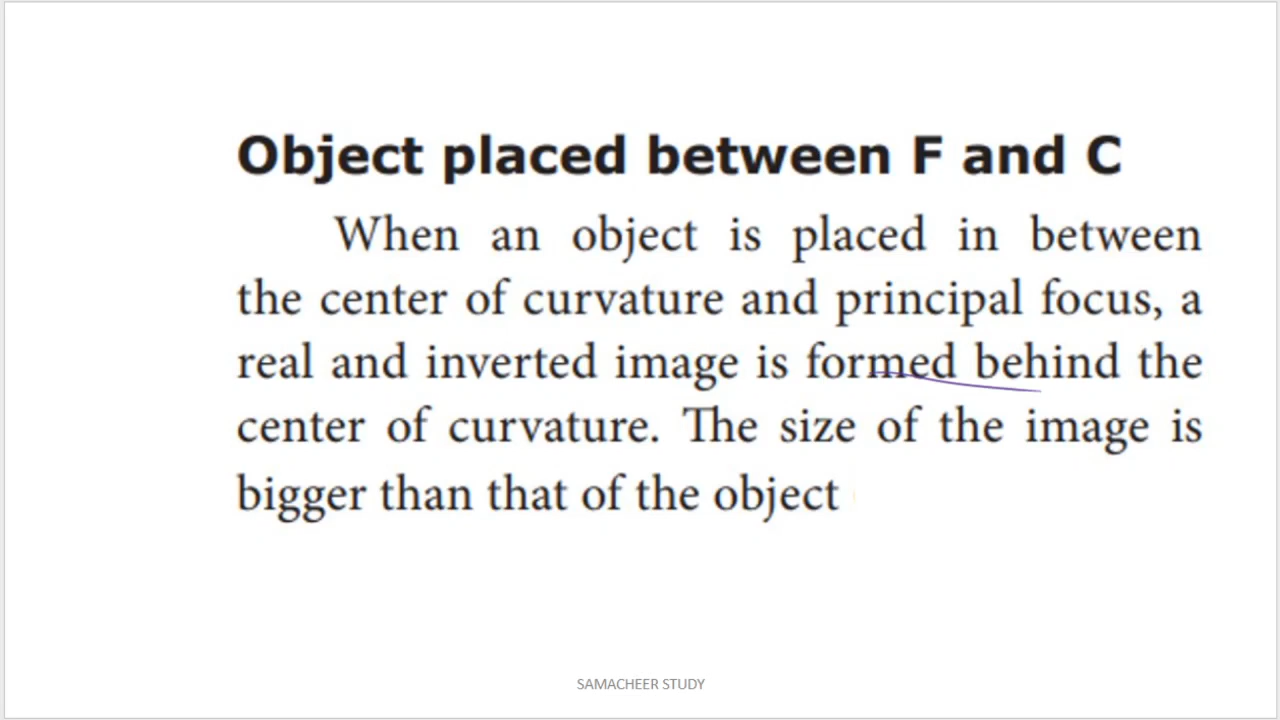 Object placed between F and C
When an object is placed in between
the center of curvature and principal focus, a
real and inverted image is formed behind the
center of curvature. The size of the image is
bigger than that of the object
SAMACHEER STUDY